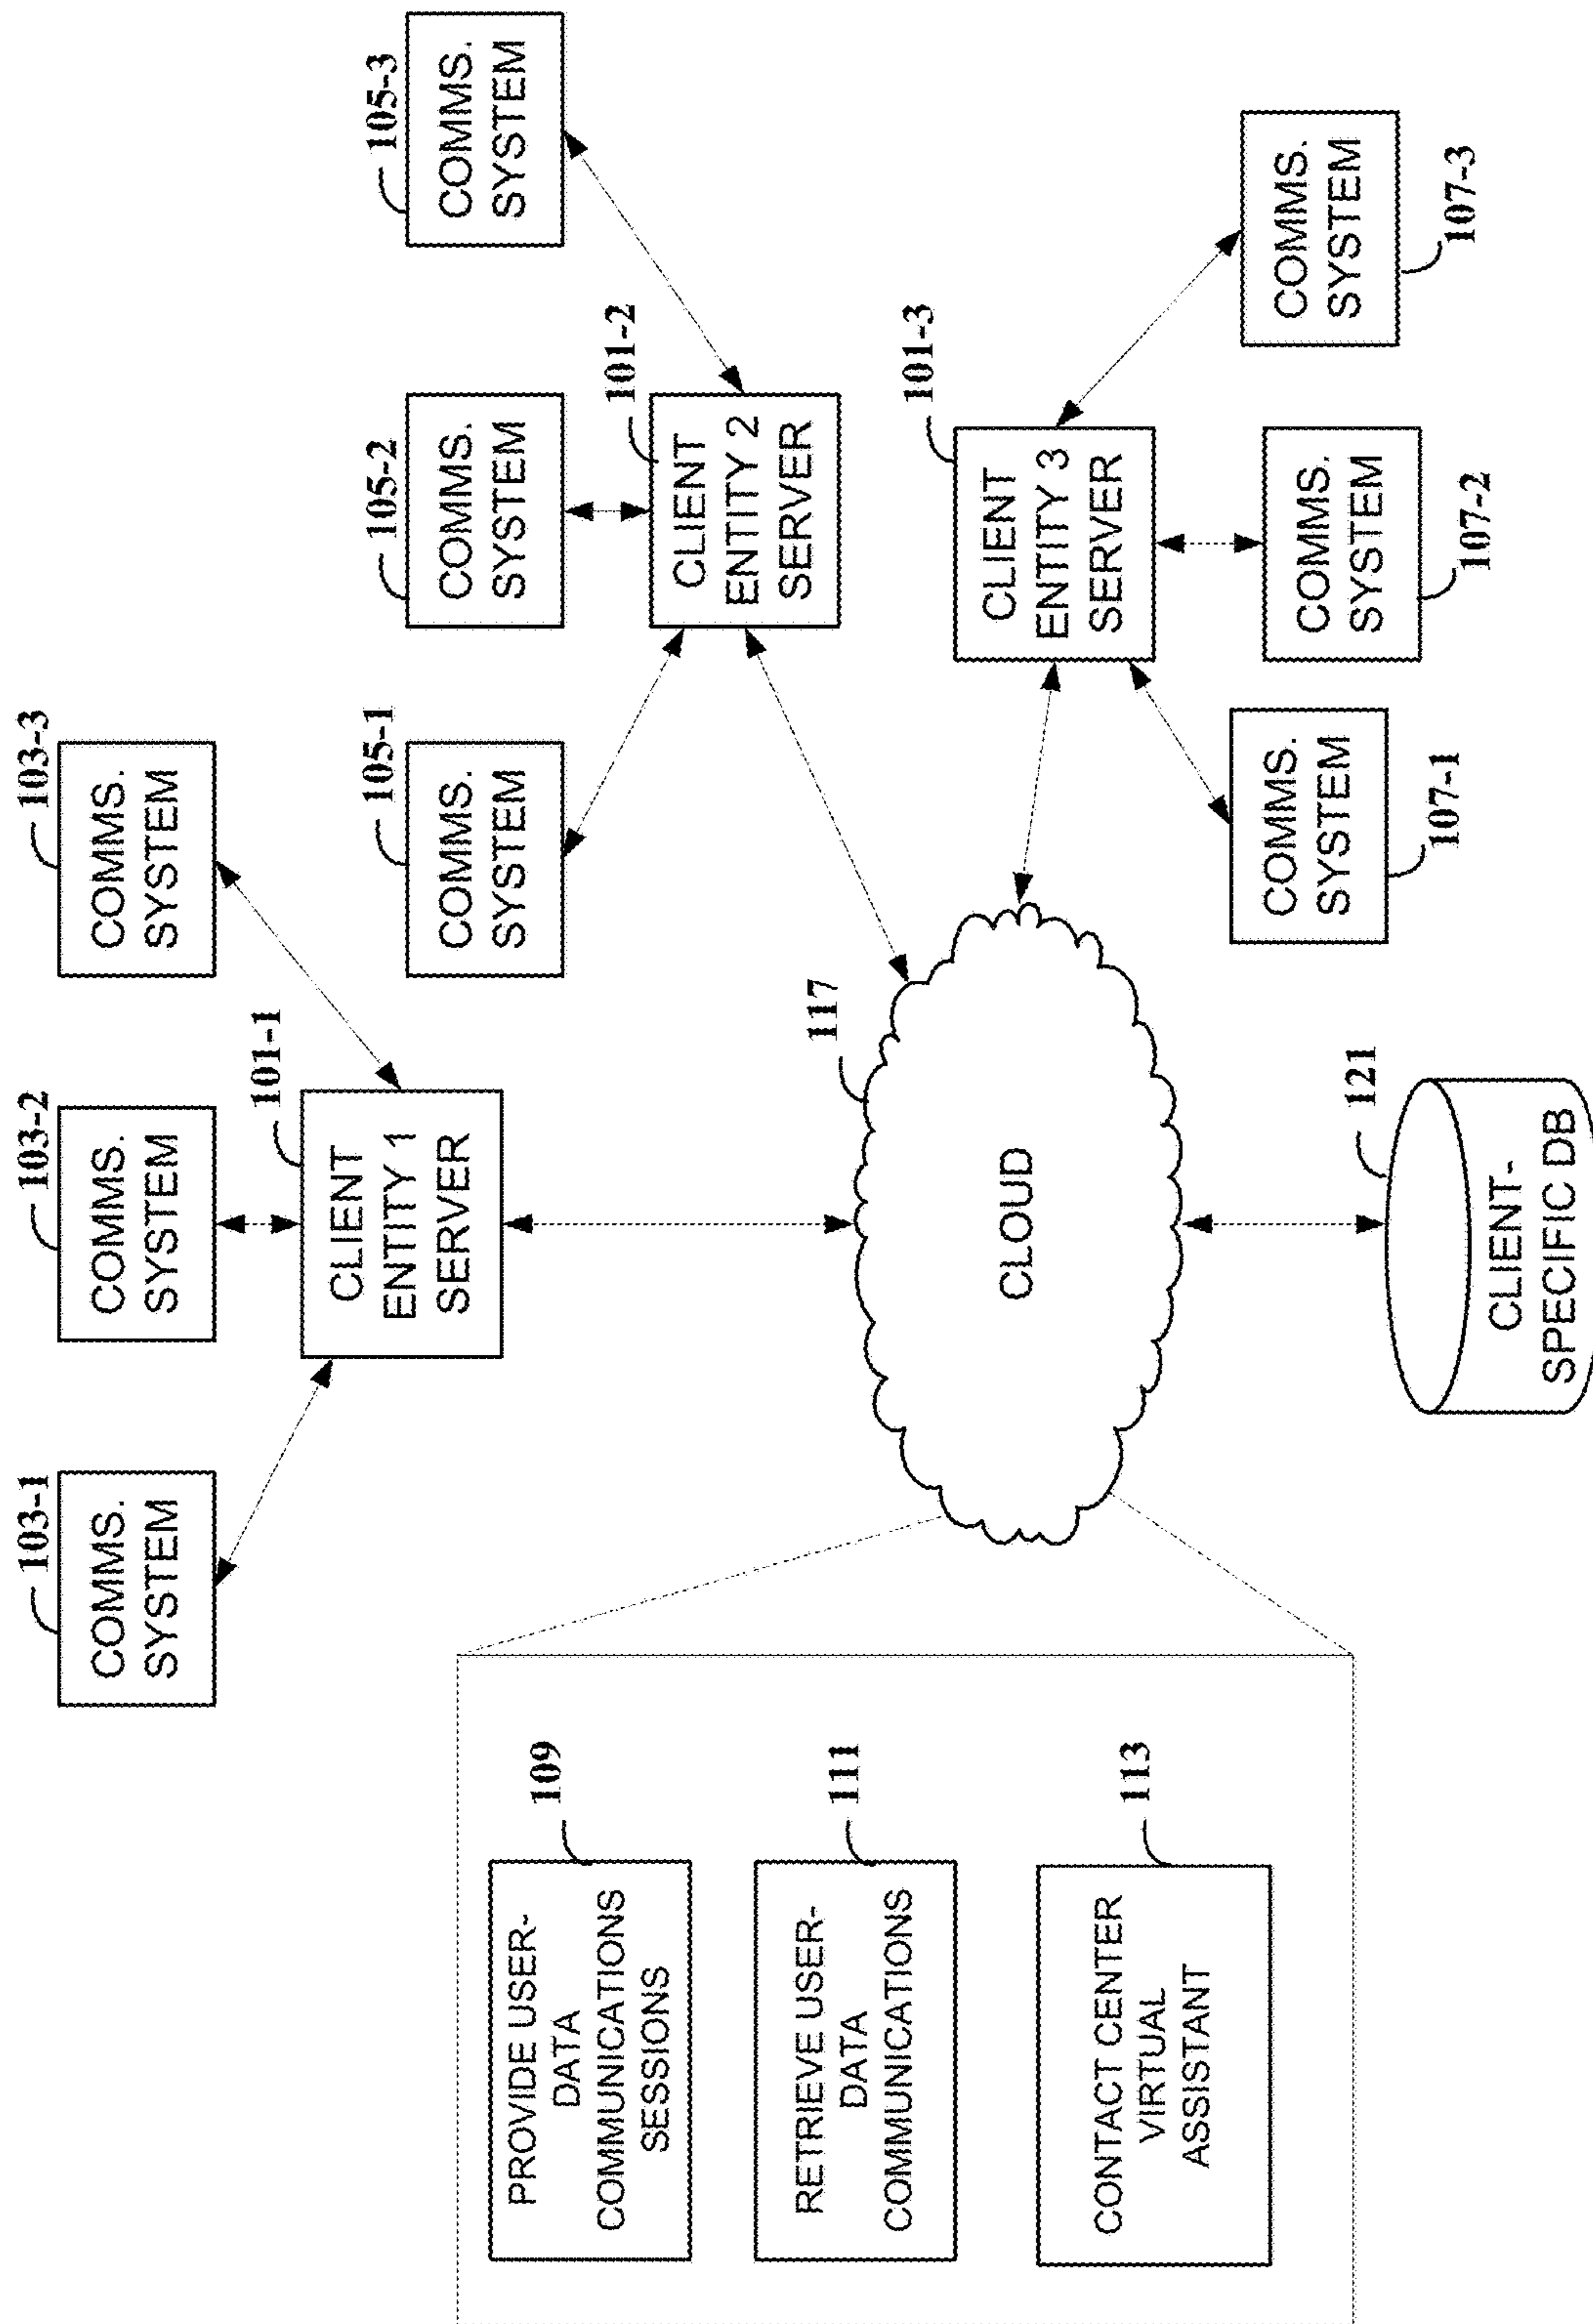 103-1
COMMS.
SYSTEM
103-2
COMMS.
SYSTEM
103-3
COMMS.
SYSTEM
101-1
CLIENT
ENTITY 1
SERVER
105-1
COMMS.
SYSTEM
105-2
COMMS.
SYSTEM
105-3
COMMS.
SYSTEM
101-2
CLIENT
ENTITY 2
SERVER
109
PROVIDE USER-
DATA
COMMUNICATIONS
SESSIONS
111
RETRIEVE USER-
DATA
COMMUNICATIONS
113
CONTACT CENTER
VIRTUAL
ASSISTANT
117
CLOUD
101-3
CLIENT
ENTITY 3
SERVER
107-1
COMMS.
SYSTEM
107-2
COMMS.
SYSTEM
107-3
COMMS.
SYSTEM
121
CLIENT-
SPECIFIC DB